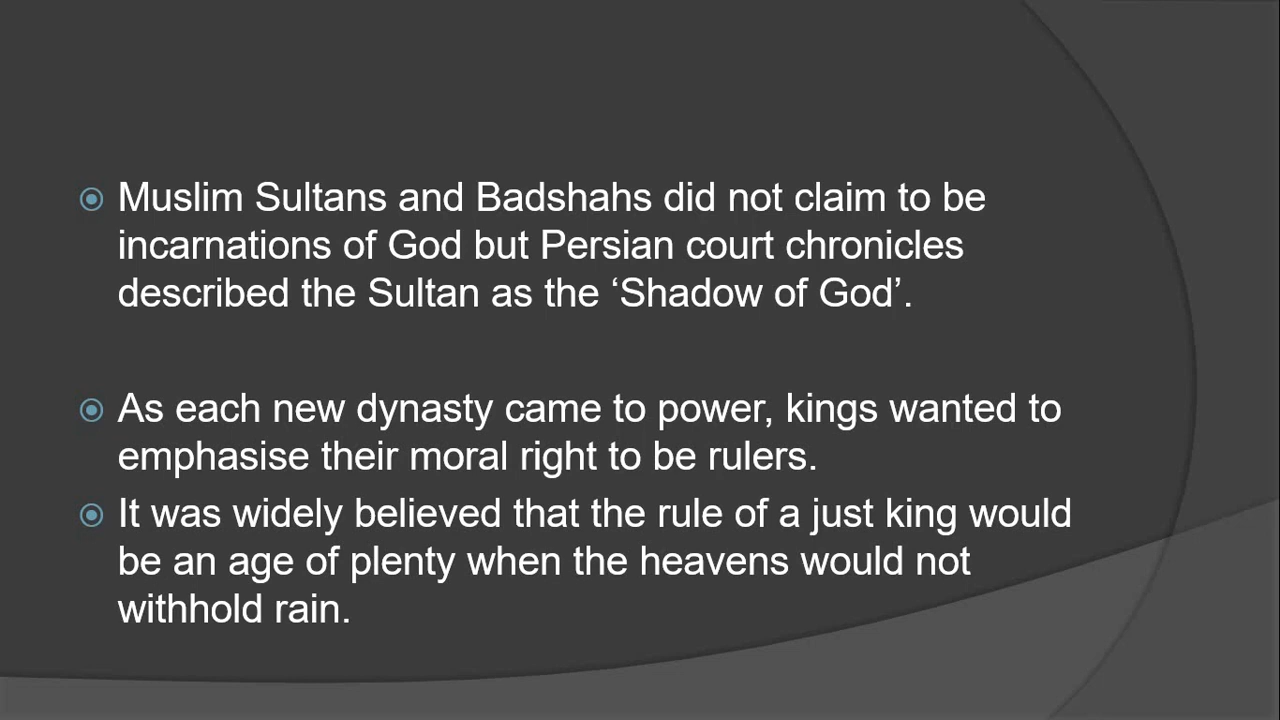 Muslim Sultans and Badshahs did not claim to be
incarnations of God but Persian court chronicles
described the Sultan as the ‘Shadow of God’.
As each new dynasty came to power, kings wanted to
emphasise their moral right to be rulers.
It was widely believed that the rule of a just king would
be an age of plenty when the heavens would not
withhold rain.